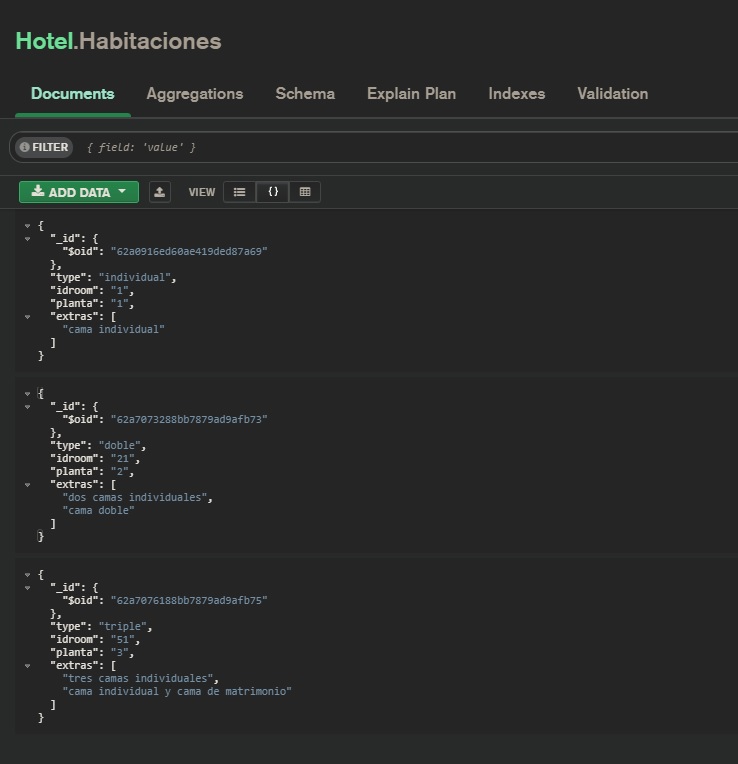 Hotel.Habitaciones
Documents Aggregations Schema Explain Plan Indexes Validation
FILTER { field: 'value' }
ADD DATA VIEW {}
{
"_id": {
"$oid": "62a0916ed60ae419ded87a69"
},
"type": "individual",
"idroom": "1",
"planta": "1",
"extras": [
"cama individual"
]
}
{
"_id": {
"$oid": "62a7073288bb7879ad9afb73"
},
"type": "doble",
"idroom": "21",
"planta": "2",
"extras": [
"dos camas individuales",
"cama doble"
]
}
{
"_id": {
"$oid": "62a7076188bb7879ad9afb75"
},
"type": "triple",
"idroom": "51",
"planta": "3",
"extras": [
"tres camas individuales",
"cama individual y cama de matrimonio"
]
}